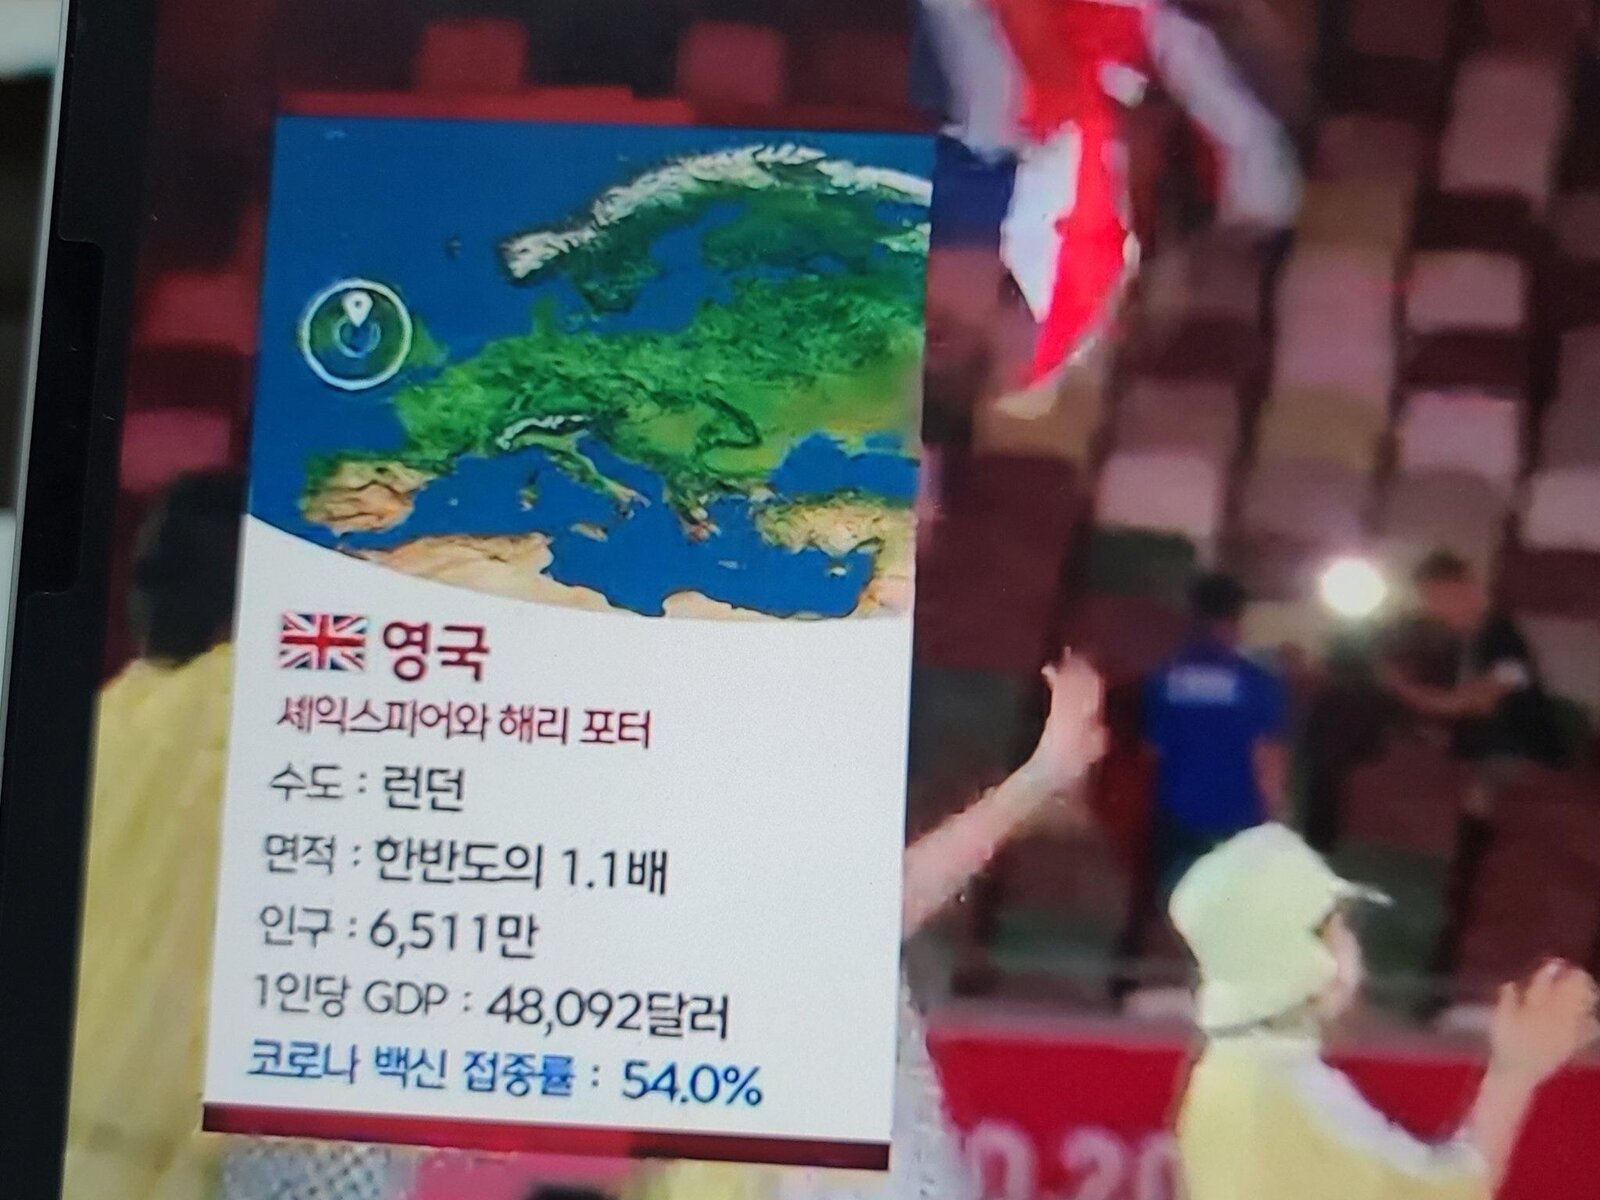 영국
셰익스피어와 해리 포터
수도 : 런던
면적 : 한반도의 1.1배
인구 : 6,511만
1인당 GDP : 48,092달러
코로나 백신 접종률 : 54.0%